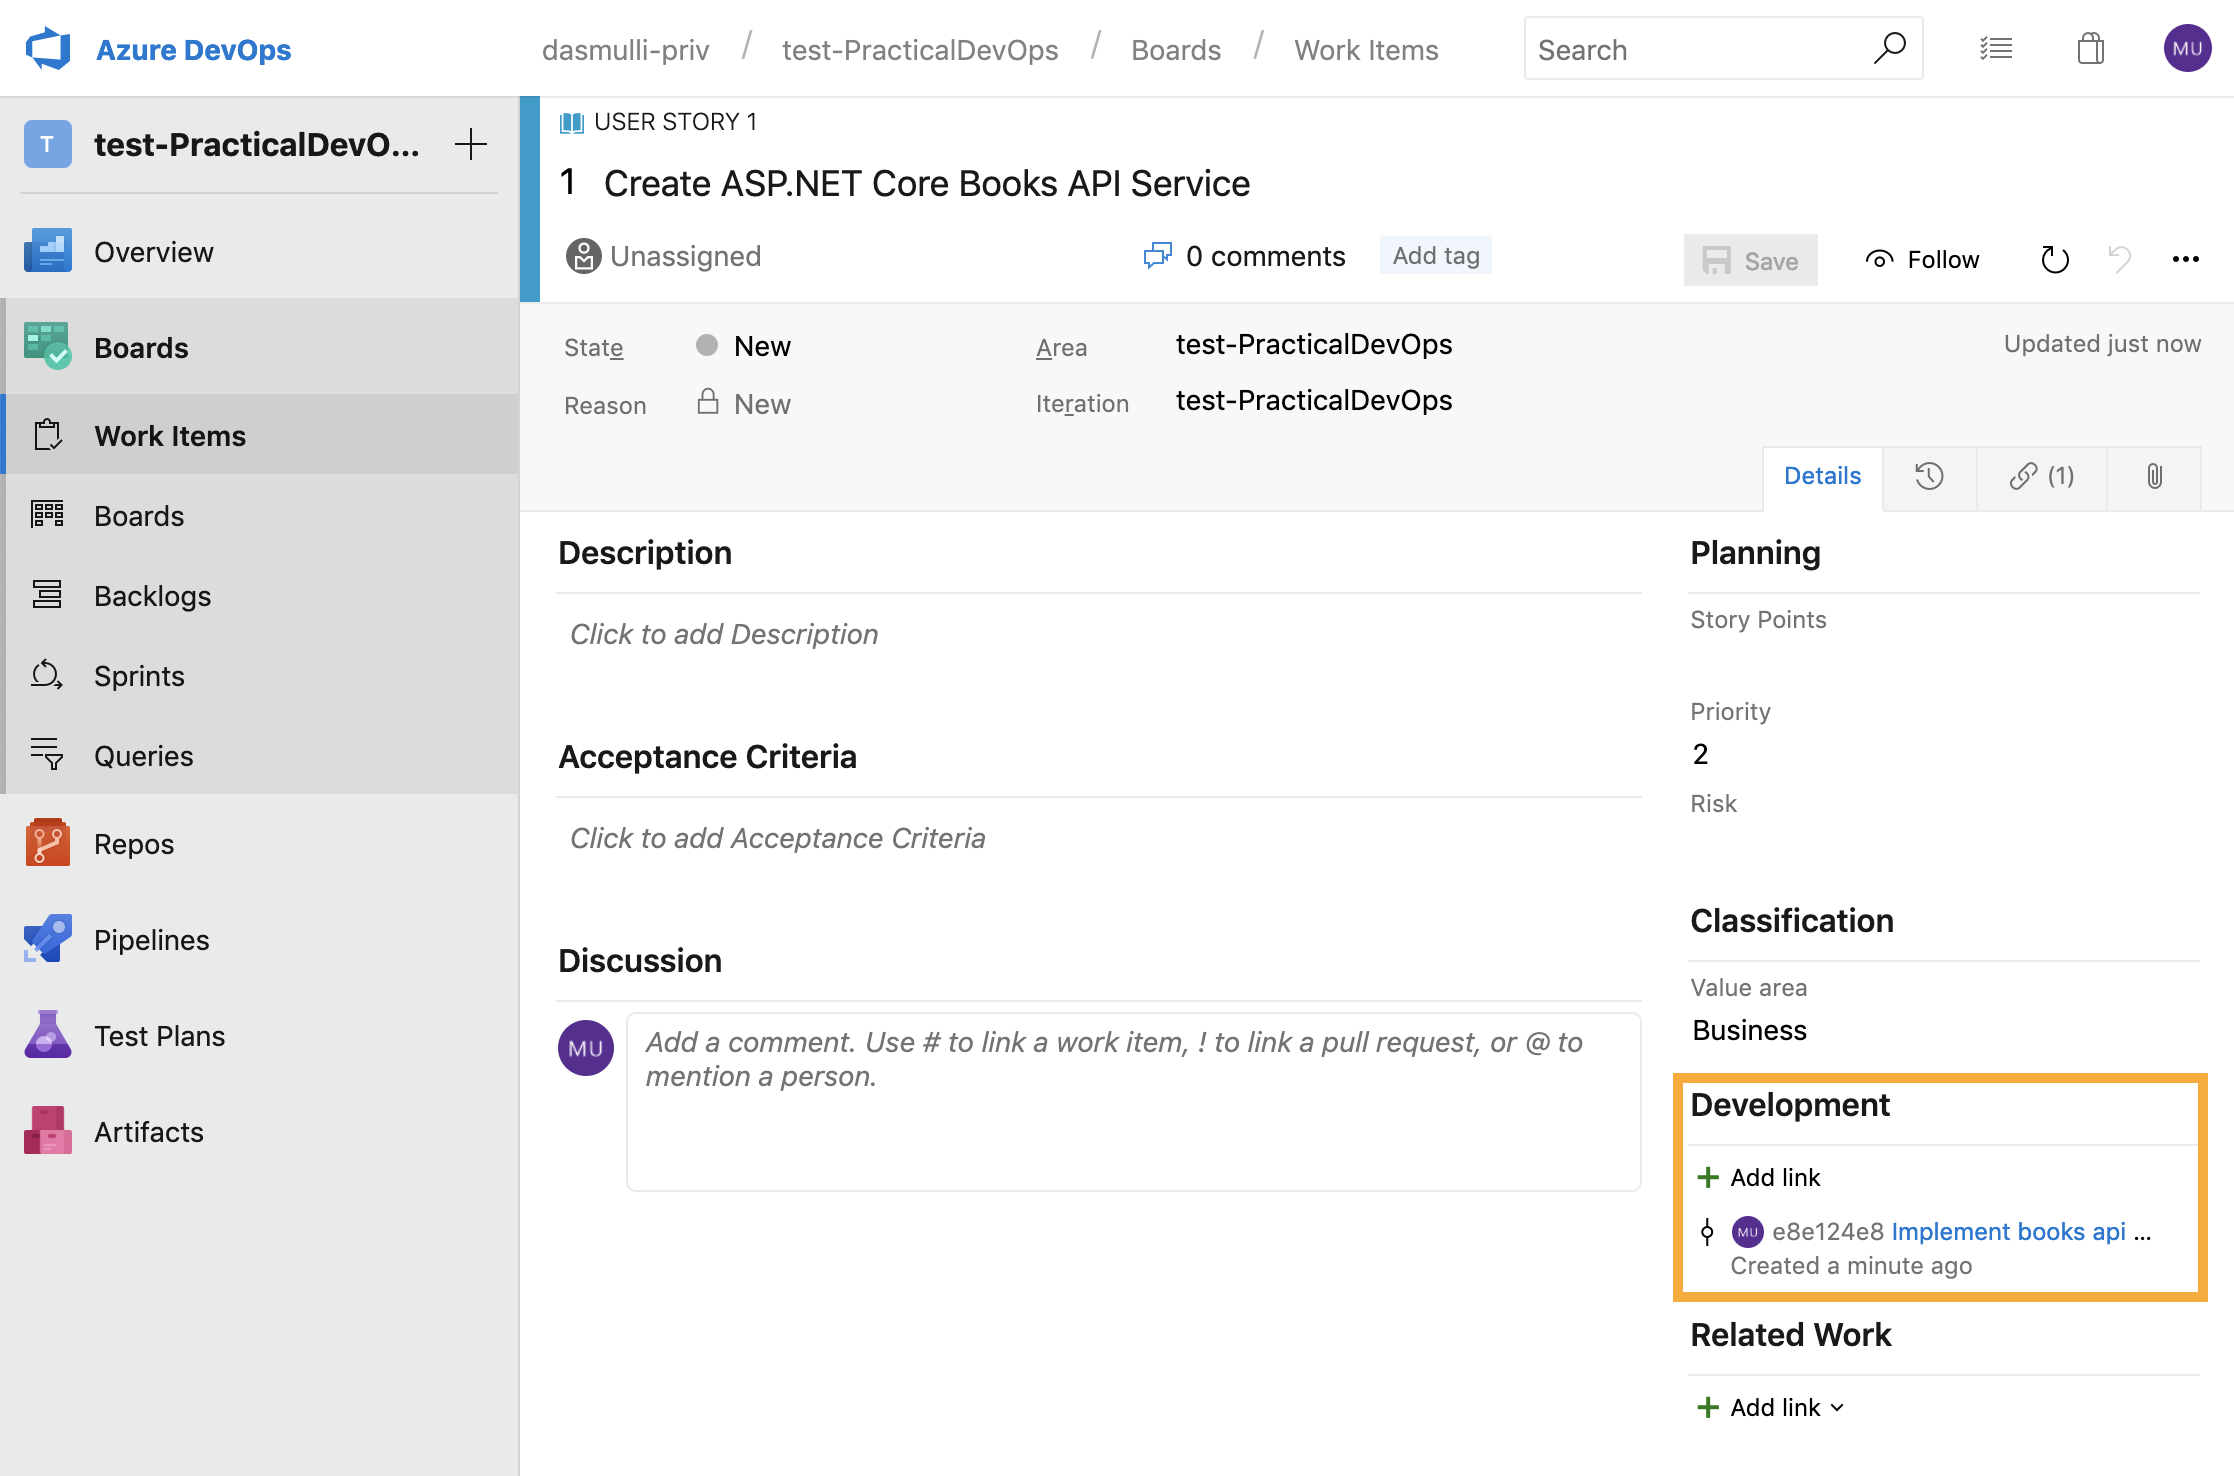 Azure DevOps
dasmulli-priv / test-PracticalDevOps / Boards / Work Items
Search
MU
T
test-PracticalDevO...
Overview
Boards
Work Items
Boards
Backlogs
Sprints
Queries
Repos
Pipelines
Test Plans
Artifacts
USER STORY 1
1 Create ASP.NET Core Books API Service
Unassigned
0 comments
Add tag
Save
Follow
State
New
Area
test-PracticalDevOps
Updated just now
Reason
New
Iteration
test-PracticalDevOps
Details
(1)
Description
Click to add Description
Acceptance Criteria
Click to add Acceptance Criteria
Discussion
MU
Add a comment. Use # to link a work item, ! to link a pull request, or @ to
mention a person.
Planning
Story Points
Priority
2
Risk
Classification
Value area
Business
Development
Add link
MU e8e124e8 Implement books api ...
Created a minute ago
Related Work
Add link